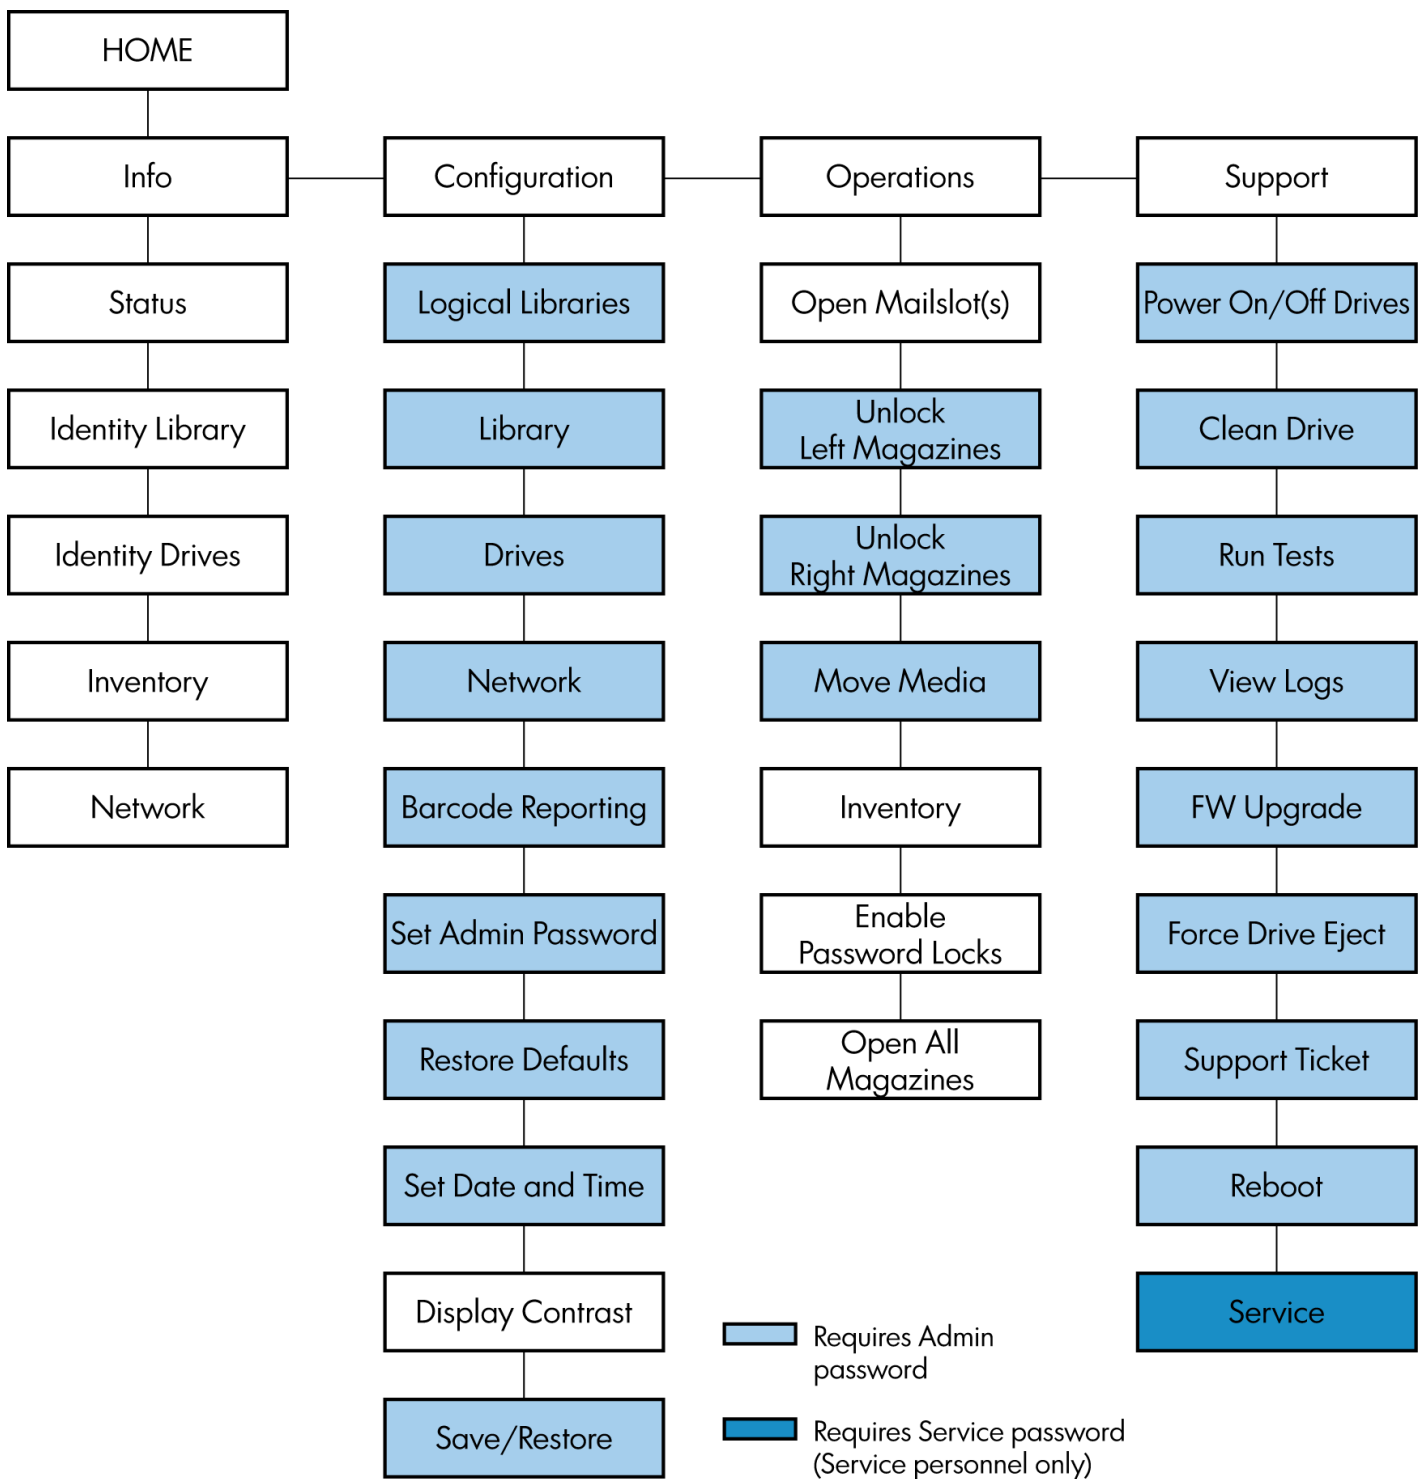 HOME
Info
Configuration
Operations
Support
Status
Logical Libraries
Open Mailslot(s)
Power On/Off Drives
Identity Library
Library
Unlock
Left Magazines
Clean Drive
Identity Drives
Drives
Unlock
Right Magazines
Run Tests
Inventory
Network
Move Media
View Logs
Network
Barcode Reporting
Inventory
FW Upgrade
Set Admin Password
Enable
Password Locks
Force Drive Eject
Restore Defaults
Open All
Magazines
Support Ticket
Set Date and Time
Reboot
Display Contrast
Service
Save/Restore
Requires Admin
password
Requires Service password
(Service personnel only)